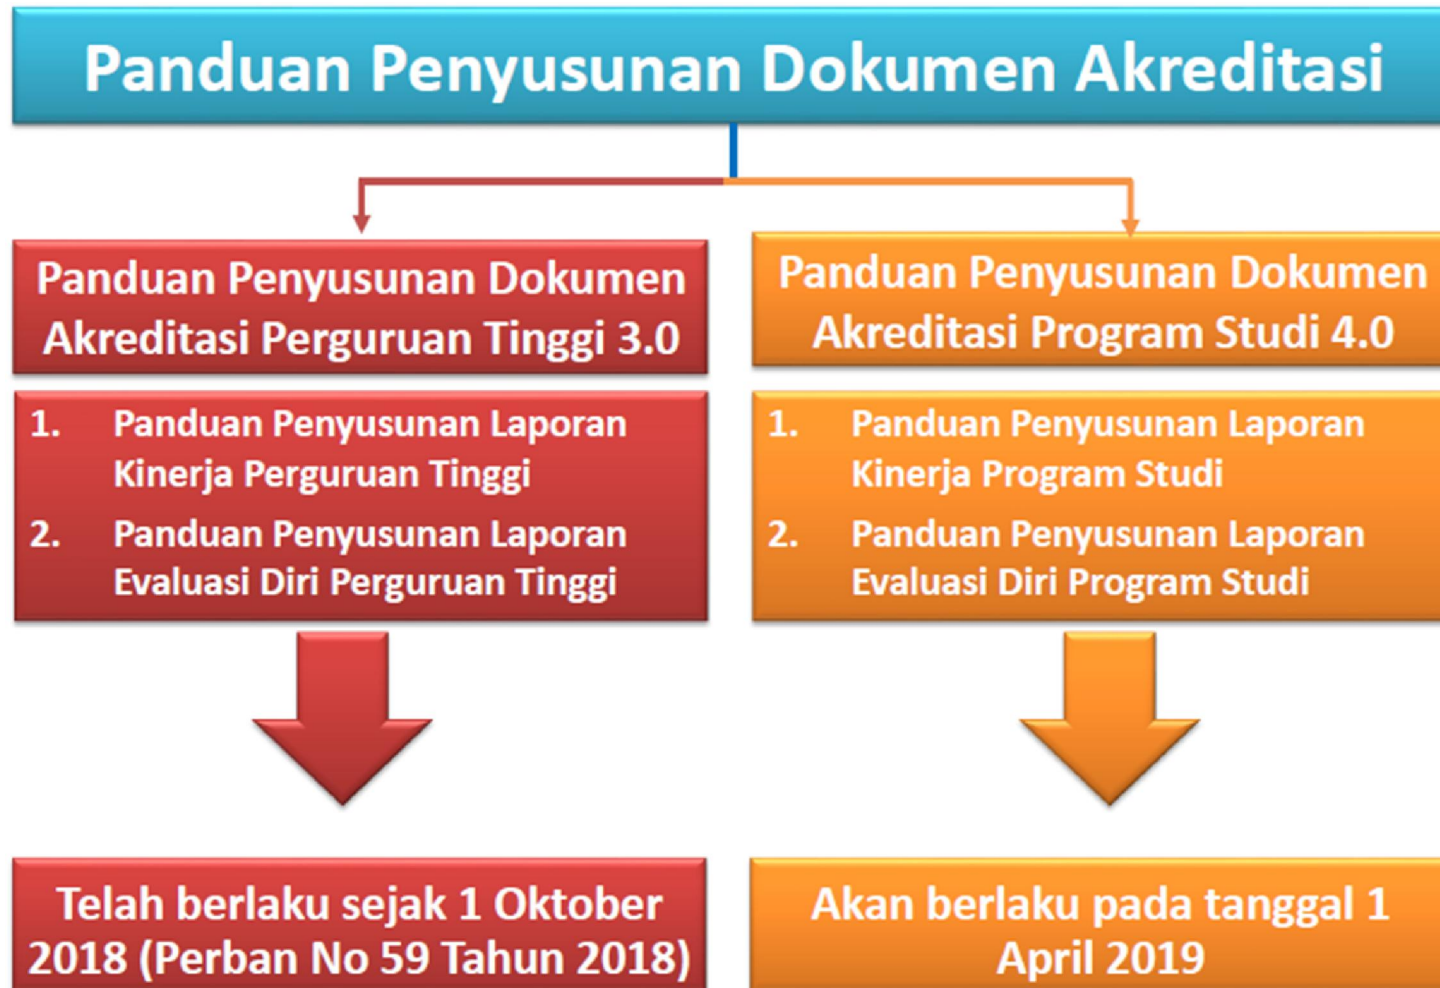 Panduan Penyusunan Dokumen Akreditasi
Panduan Penyusunan Dokumen
Akreditasi Perguruan Tinggi 3.0
1. Panduan Penyusunan Laporan
Kinerja Perguruan Tinggi
2. Panduan Penyusunan Laporan
Evaluasi Diri Perguruan Tinggi
Telah berlaku sejak 1 Oktober
2018 (Perban No 59 Tahun 2018)
Panduan Penyusunan Dokumen
Akreditasi Program Studi 4.0
1. Panduan Penyusunan Laporan
Kinerja Program Studi
2. Panduan Penyusunan Laporan
Evaluasi Diri Program Studi
Akan berlaku pada tanggal 1
April 2019